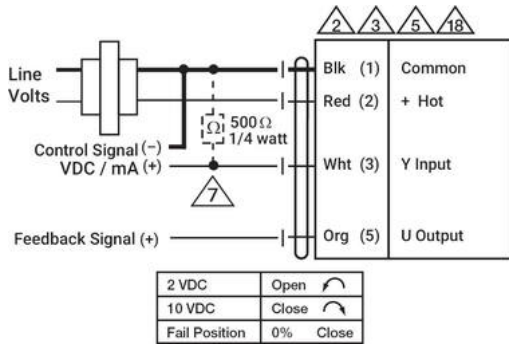 2 3 5 18
Line
Volts
Blk (1) Common
Red (2) + Hot
Ω 500 Ω
1/4 watt
Control Signal (−)
VDC / mA (+)
Wht (3) Y Input
7
Feedback Signal (+)
Org (5) U Output
2 VDC Open
10 VDC Close
Fail Position 0% Close